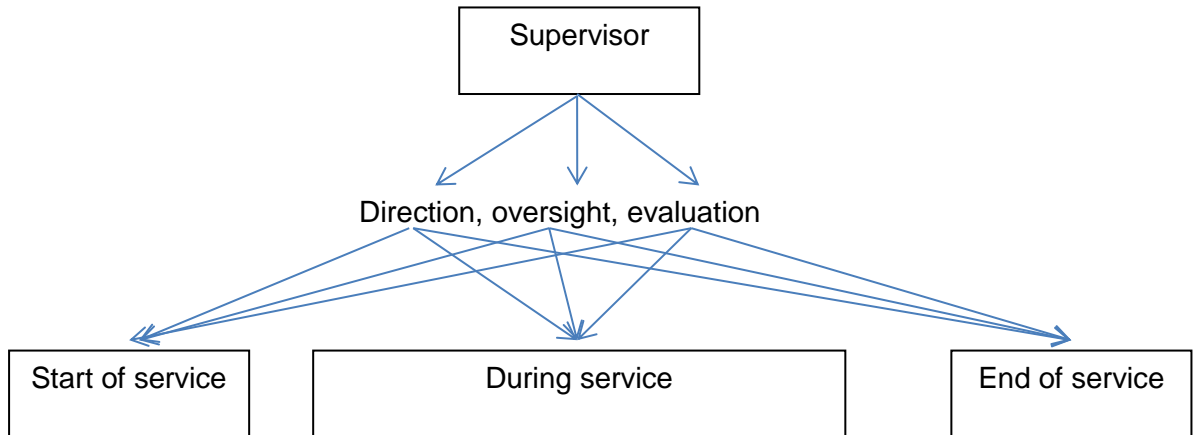 Supervisor
Direction, oversight, evaluation
Start of service
During service
End of service